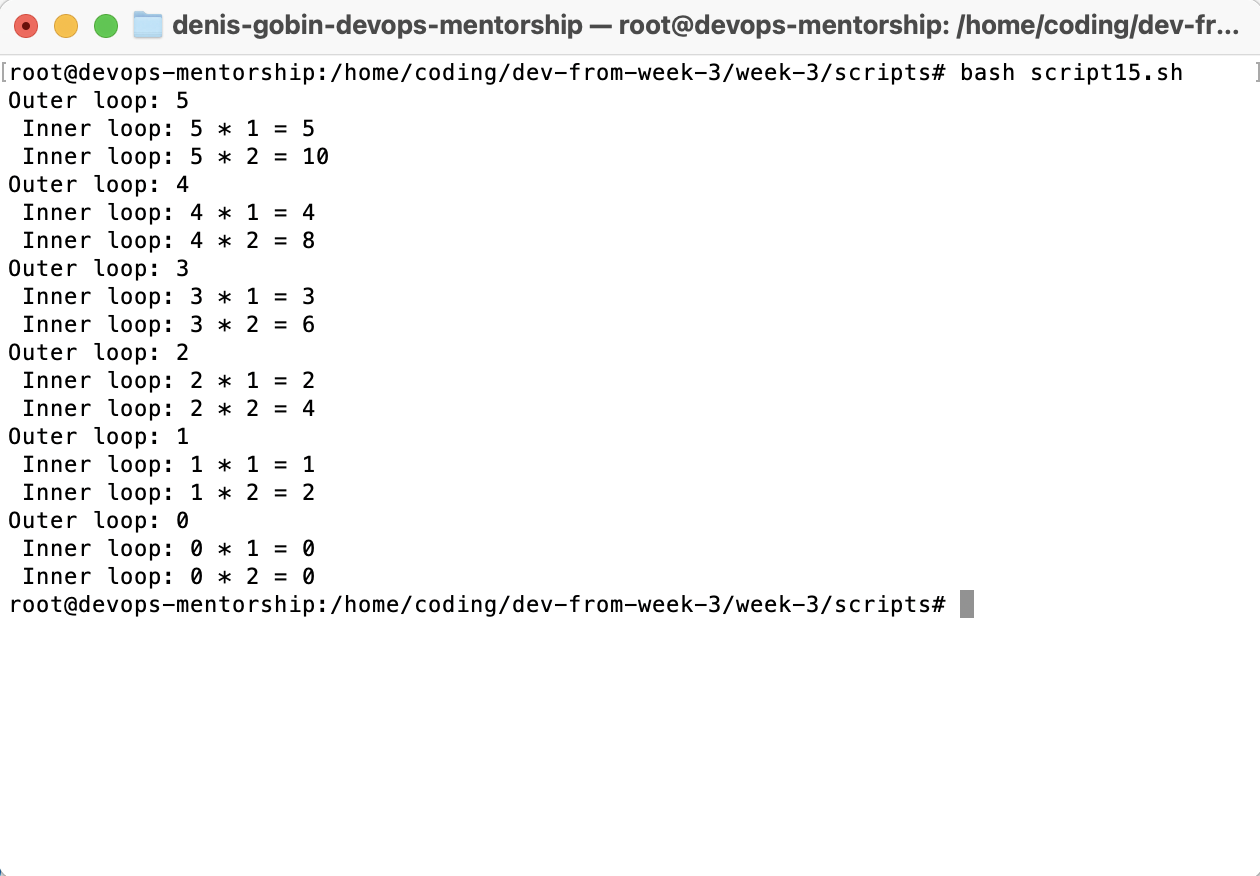 denis-gobin-devops-mentorship — root@devops-mentorship: /home/coding/dev-fr...
[root@devops-mentorship:/home/coding/dev-from-week-3/week-3/scripts# bash script15.sh ]
Outer loop: 5
 Inner loop: 5 * 1 = 5
 Inner loop: 5 * 2 = 10
Outer loop: 4
 Inner loop: 4 * 1 = 4
 Inner loop: 4 * 2 = 8
Outer loop: 3
 Inner loop: 3 * 1 = 3
 Inner loop: 3 * 2 = 6
Outer loop: 2
 Inner loop: 2 * 1 = 2
 Inner loop: 2 * 2 = 4
Outer loop: 1
 Inner loop: 1 * 1 = 1
 Inner loop: 1 * 2 = 2
Outer loop: 0
 Inner loop: 0 * 1 = 0
 Inner loop: 0 * 2 = 0
root@devops-mentorship:/home/coding/dev-from-week-3/week-3/scripts#